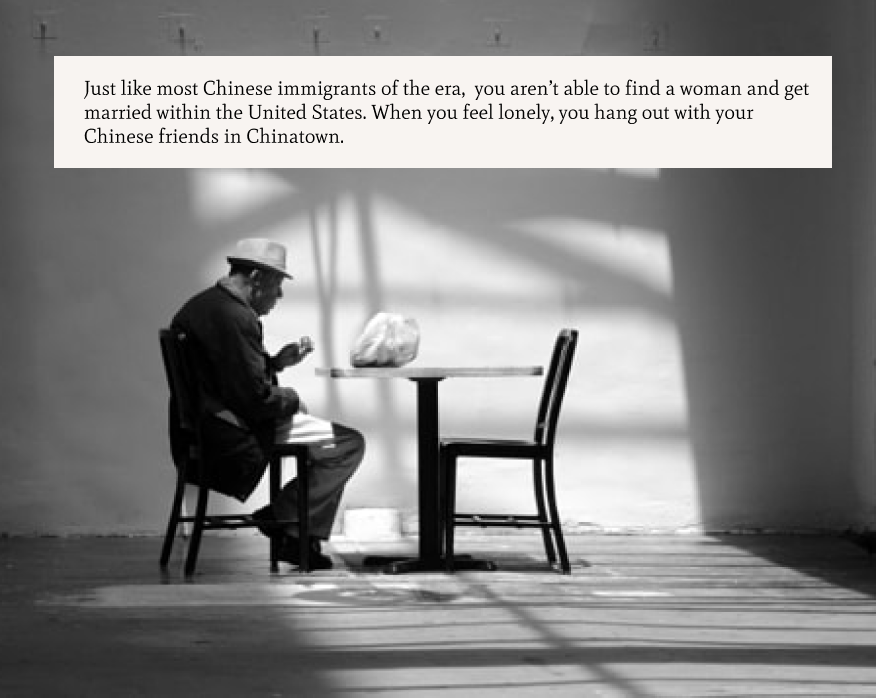 Just like most Chinese immigrants of the era,  you aren’t able to find a woman and get
married within the United States. When you feel lonely, you hang out with your
Chinese friends in Chinatown.